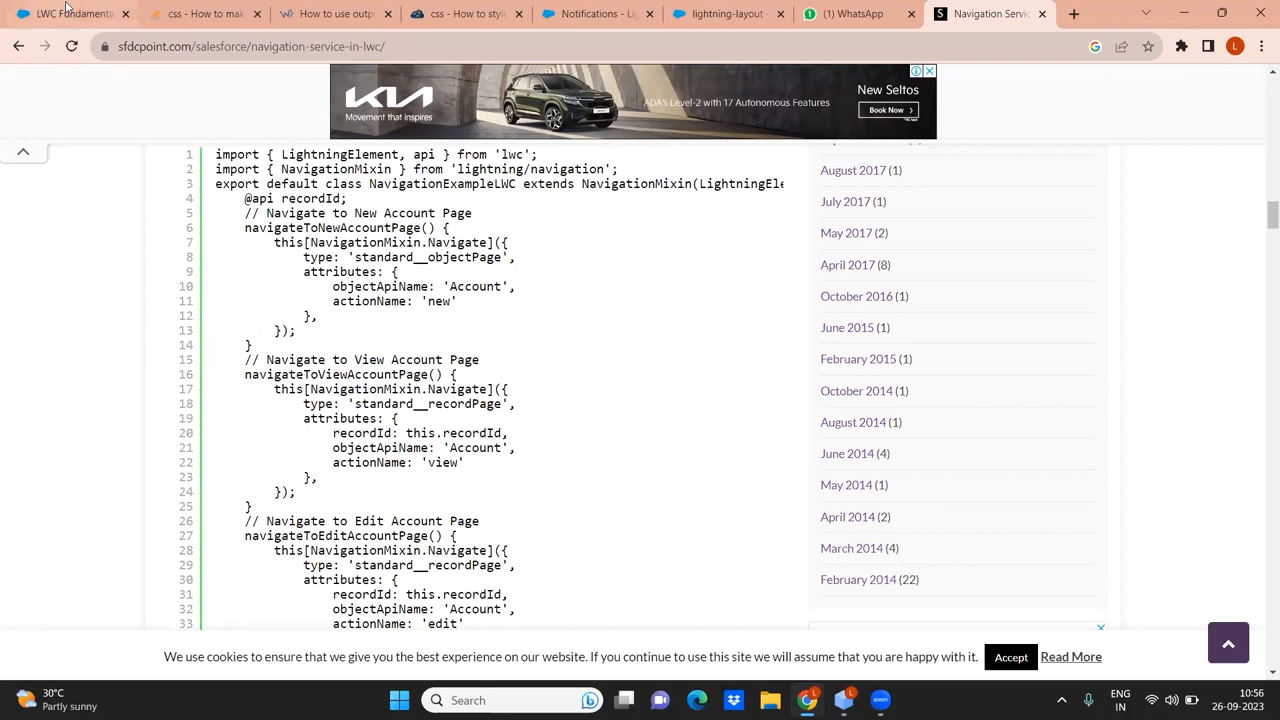 LWC Fundamenta
css - How to mak
How to use outp
css - How to style
Notifications - Lig
lightning-layout
(1) WhatsApp
Navigation Servic
sfdcpoint.com/salesforce/navigation-service-in-lwc/
L
KIA
Movement that inspires
ADAS Level-2 with 17 Autonomous Features
New Seltos
Book Now
1 import { LightningElement, api } from 'lwc';
2 import { NavigationMixin } from 'lightning/navigation';
3 export default class NavigationExampleLWC extends NavigationMixin(LightningEle
4 @api recordId;
5 // Navigate to New Account Page
6 navigateToNewAccountPage() {
7 this[NavigationMixin.Navigate]({
8 type: 'standard__objectPage',
9 attributes: {
10 objectApiName: 'Account',
11 actionName: 'new'
12 },
13 });
14 }
15 // Navigate to View Account Page
16 navigateToViewAccountPage() {
17 this[NavigationMixin.Navigate]({
18 type: 'standard__recordPage',
19 attributes: {
20 recordId: this.recordId,
21 objectApiName: 'Account',
22 actionName: 'view'
23 },
24 });
25 }
26 // Navigate to Edit Account Page
27 navigateToEditAccountPage() {
28 this[NavigationMixin.Navigate]({
29 type: 'standard__recordPage',
30 attributes: {
31 recordId: this.recordId,
32 objectApiName: 'Account',
33 actionName: 'edit'
August 2017 (1)
July 2017 (1)
May 2017 (2)
April 2017 (8)
October 2016 (1)
June 2015 (1)
February 2015 (1)
October 2014 (1)
August 2014 (1)
June 2014 (4)
May 2014 (1)
April 2014 (2)
March 2014 (4)
February 2014 (22)
We use cookies to ensure that we give you the best experience on our website. If you continue to use this site we will assume that you are happy with it.
Accept
Read More
30°C
Partly sunny
Search
zoom
ENG
IN
10:56
26-09-2023